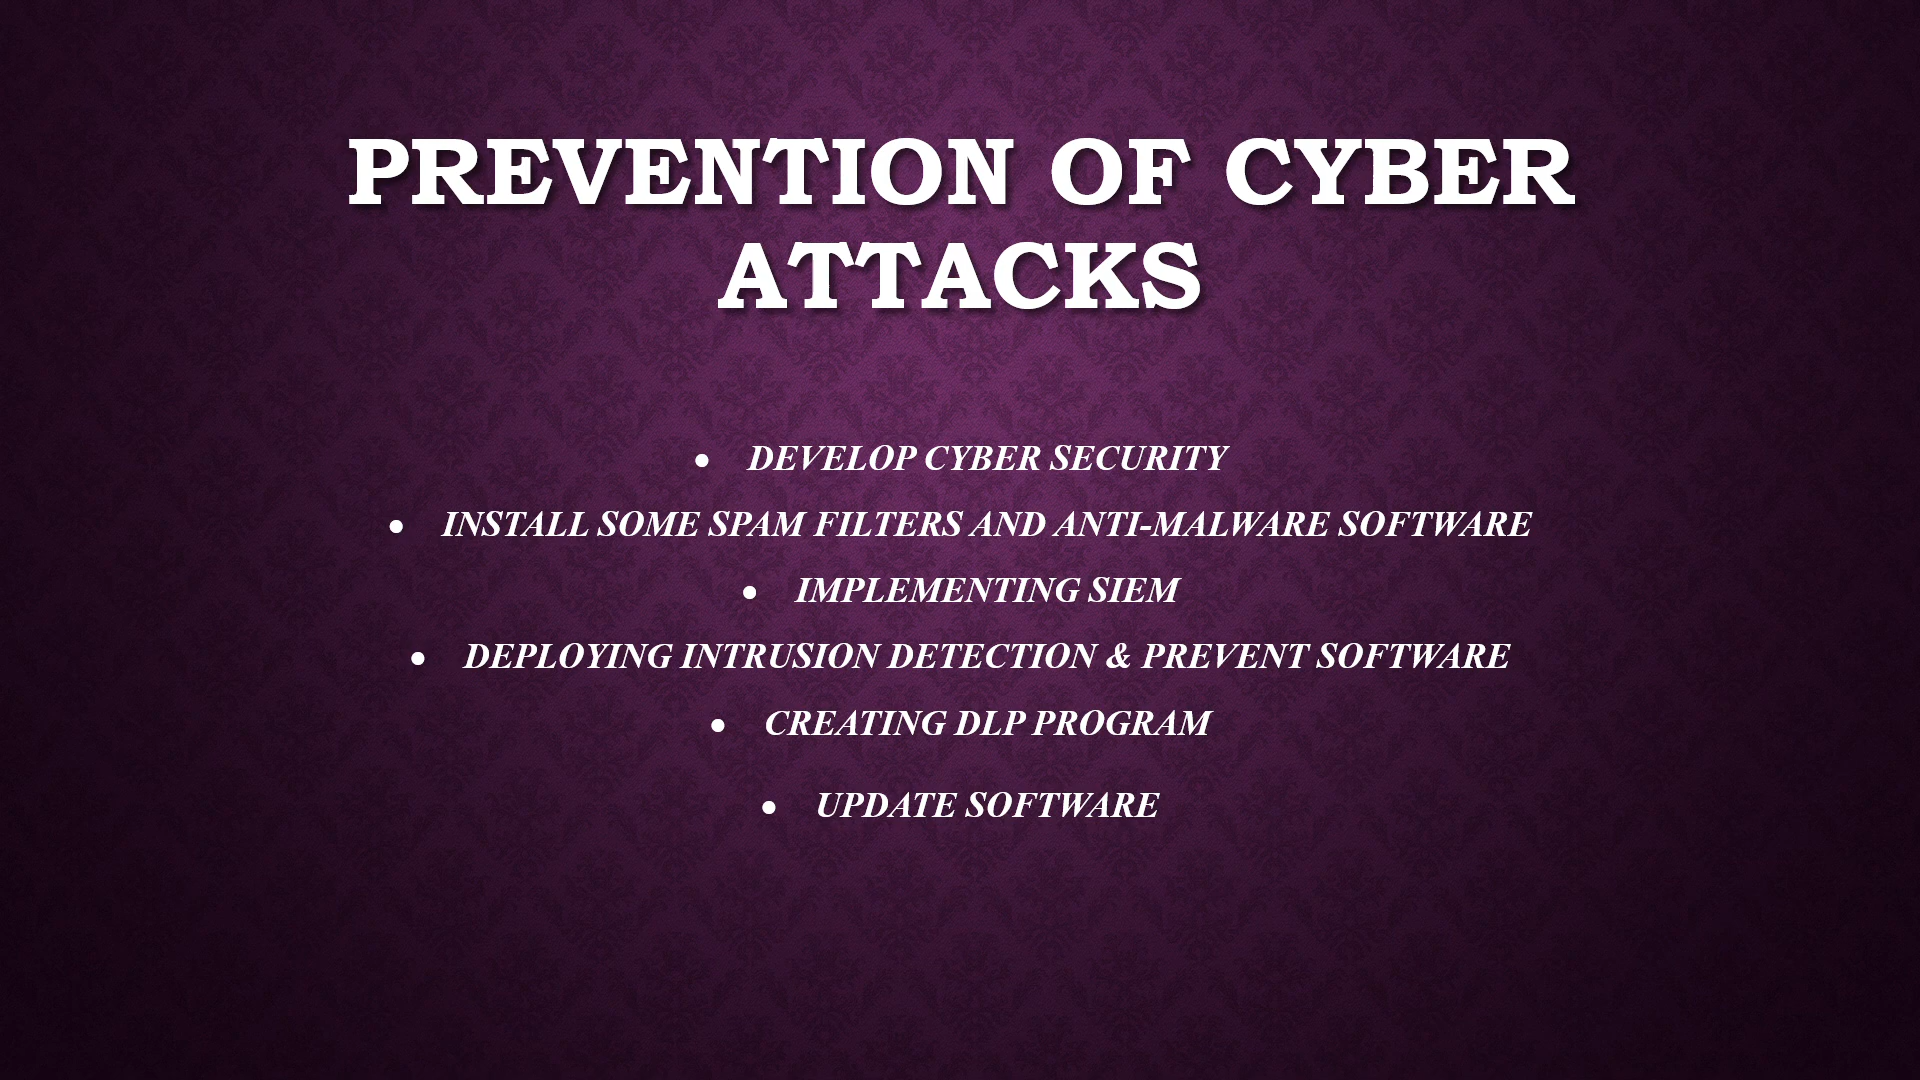 PREVENTION OF CYBER
ATTACKS
• DEVELOP CYBER SECURITY
• INSTALL SOME SPAM FILTERS AND ANTI-MALWARE SOFTWARE
• IMPLEMENTING SIEM
• DEPLOYING INTRUSION DETECTION & PREVENT SOFTWARE
• CREATING DLP PROGRAM
• UPDATE SOFTWARE